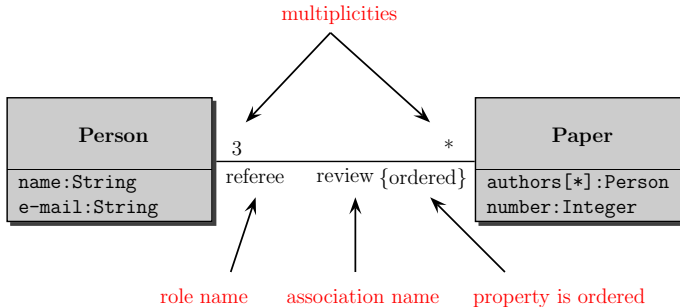 multiplicities
Person
name:String
e-mail:String
3
*
referee
review
{ordered}
Paper
authors[*]:Person
number:Integer
role name
association name
property is ordered